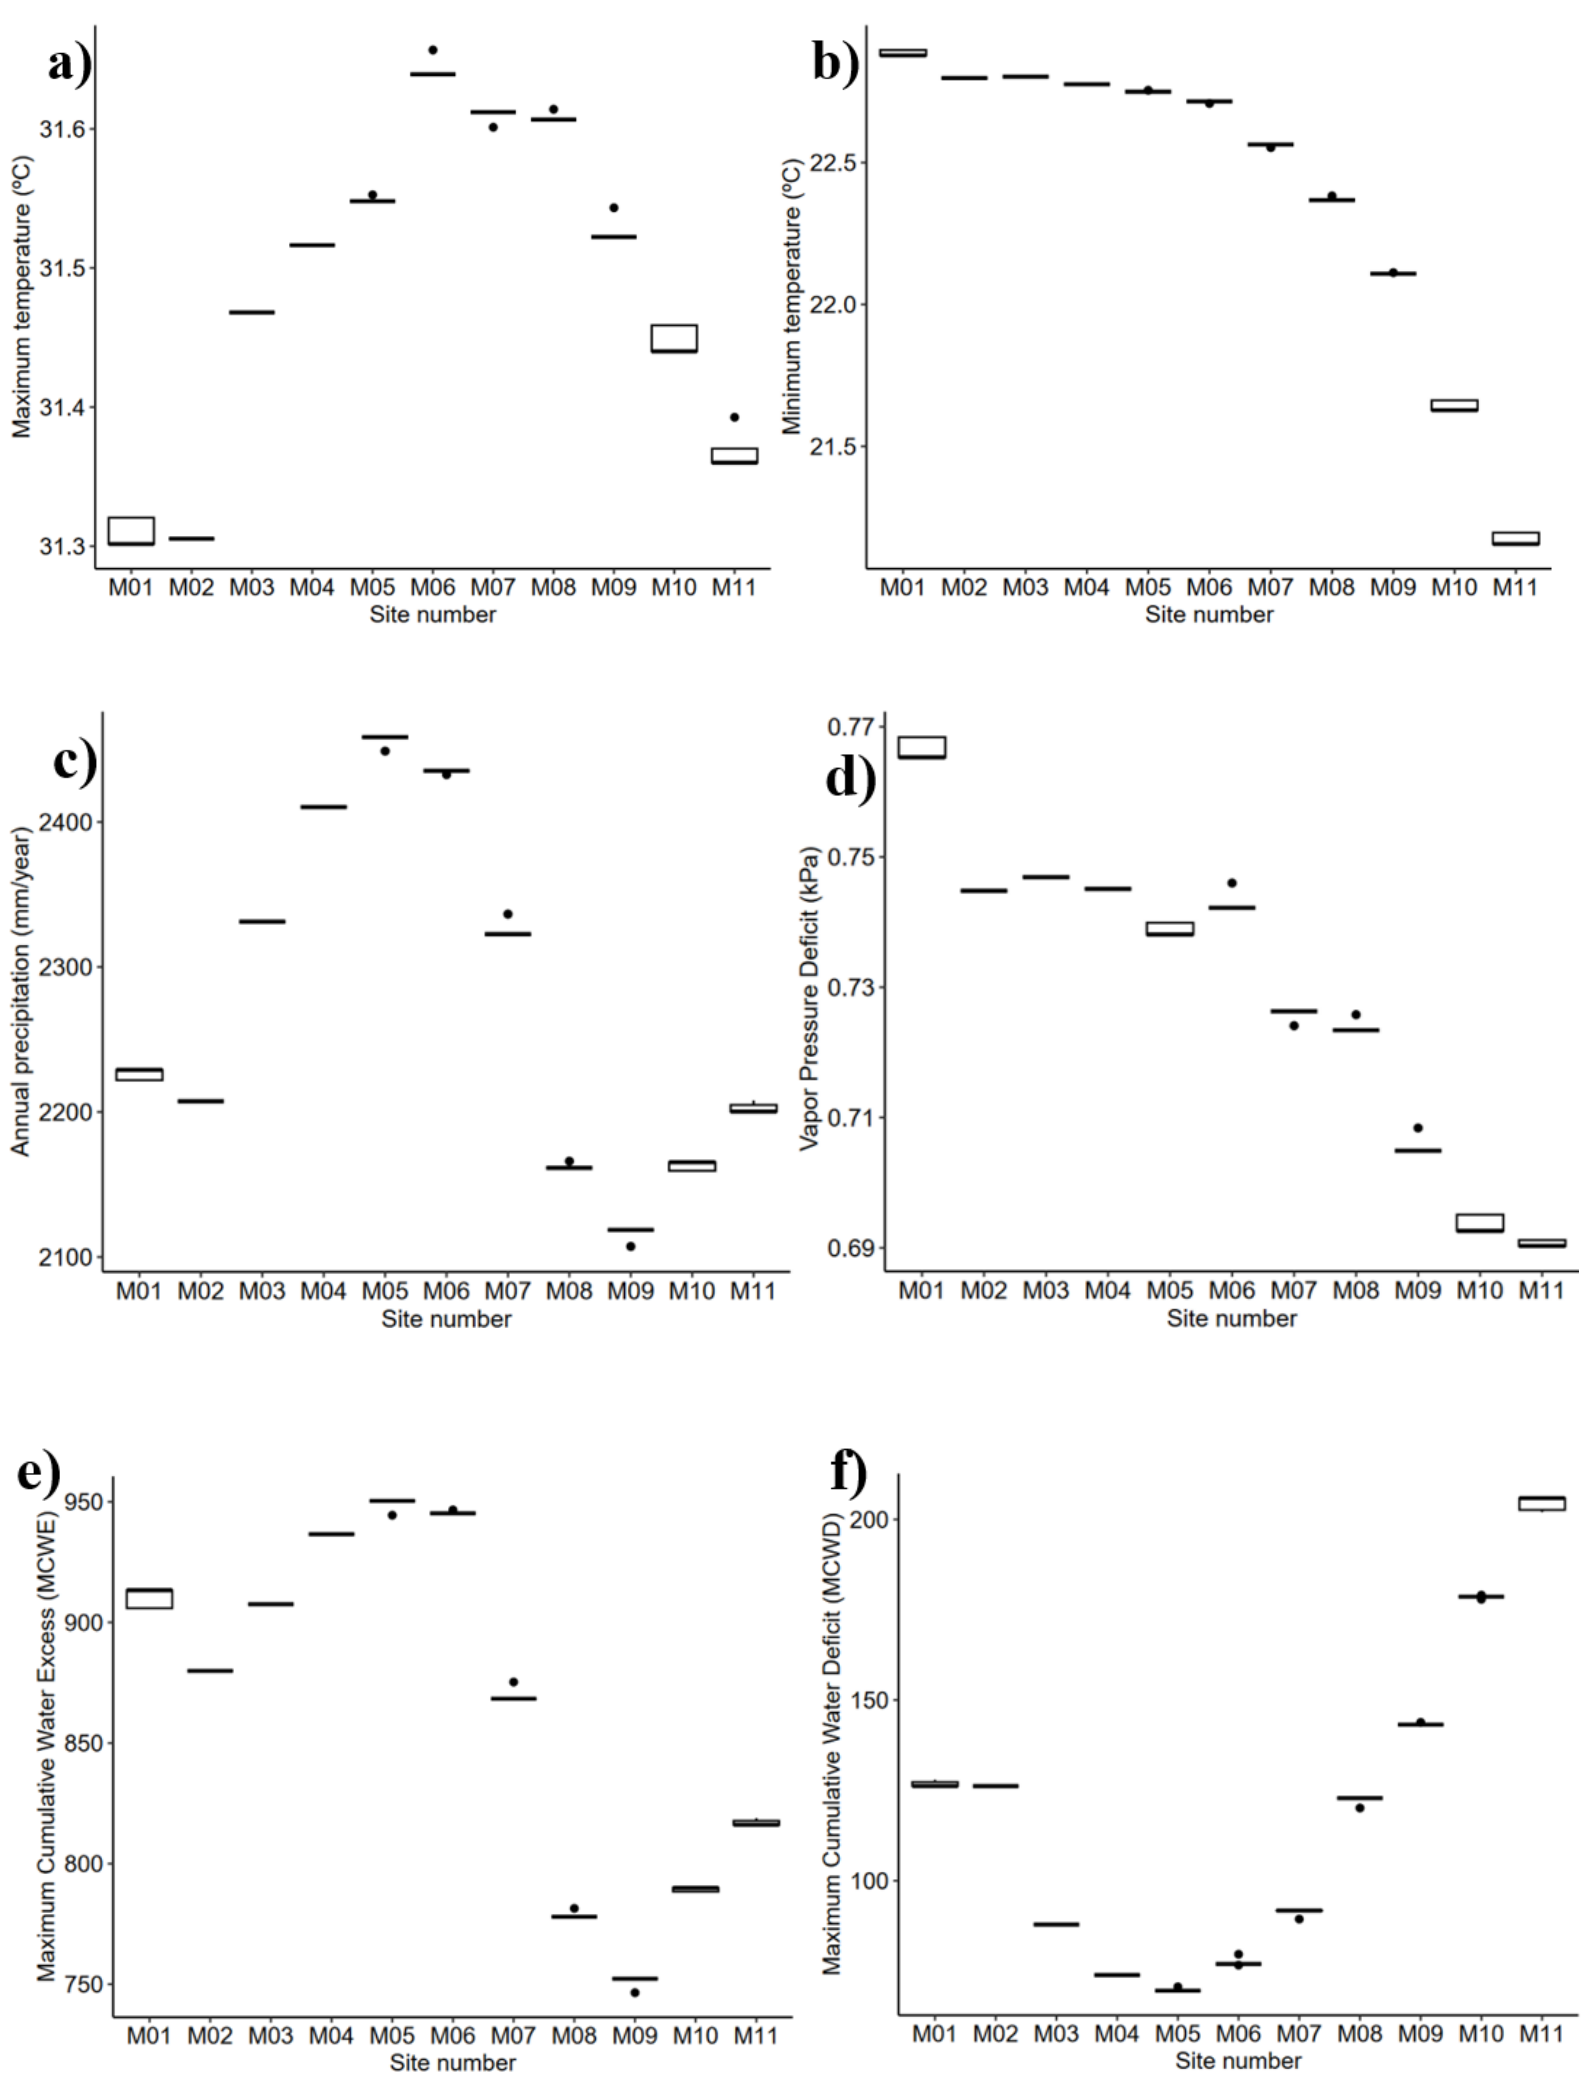 a)
Maximum temperature (ºC)
31.6
31.5
31.4
31.3
M01 M02 M03 M04 M05 M06 M07 M08 M09 M10 M11
Site number
b)
Minimum temperature (ºC)
22.5
22.0
21.5
M01 M02 M03 M04 M05 M06 M07 M08 M09 M10 M11
Site number
c)
Annual precipitation (mm/year)
2400
2300
2200
2100
M01 M02 M03 M04 M05 M06 M07 M08 M09 M10 M11
Site number
d)
Vapor Pressure Deficit (kPa)
0.77
0.75
0.73
0.71
0.69
M01 M02 M03 M04 M05 M06 M07 M08 M09 M10 M11
Site number
e)
Maximum Cumulative Water Excess (MCWE)
950
900
850
800
750
M01 M02 M03 M04 M05 M06 M07 M08 M09 M10 M11
Site number
f)
Maximum Cumulative Water Deficit (MCWD)
200
150
100
M01 M02 M03 M04 M05 M06 M07 M08 M09 M10 M11
Site number